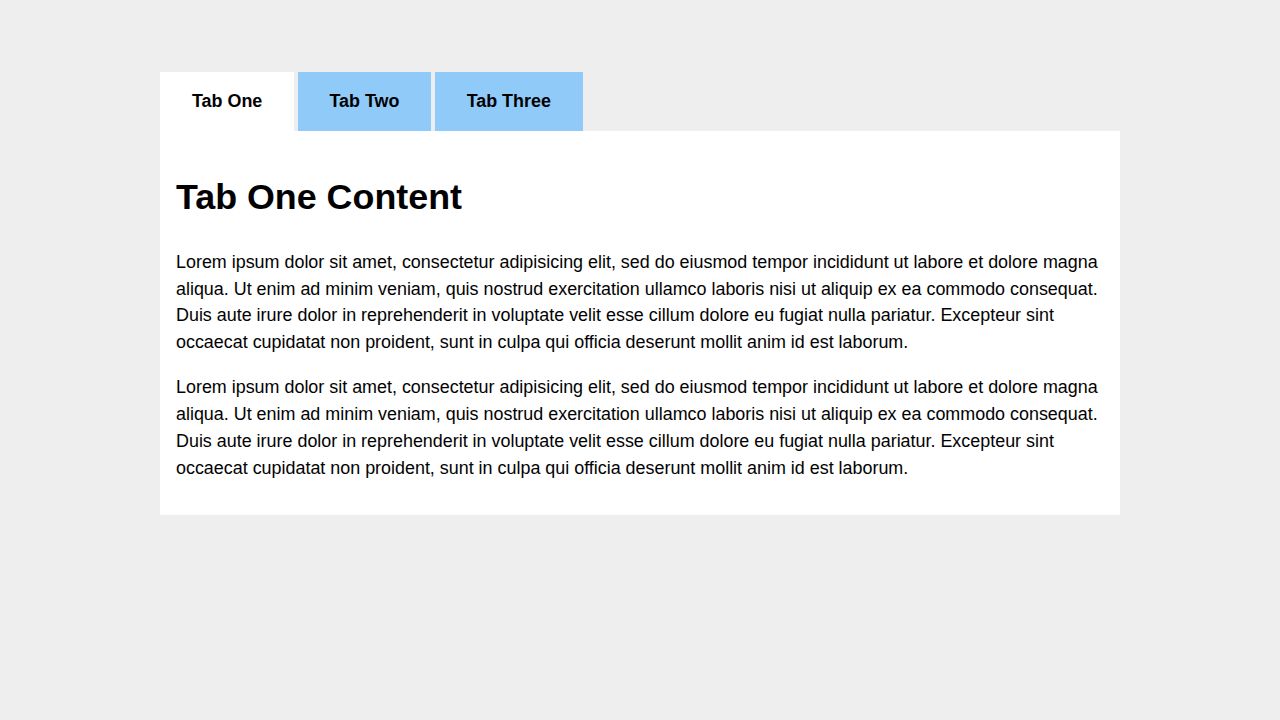 Tab One
Tab Two
Tab Three
Tab One Content
Lorem ipsum dolor sit amet, consectetur adipisicing elit, sed do eiusmod tempor incididunt ut labore et dolore magna
aliqua. Ut enim ad minim veniam, quis nostrud exercitation ullamco laboris nisi ut aliquip ex ea commodo consequat.
Duis aute irure dolor in reprehenderit in voluptate velit esse cillum dolore eu fugiat nulla pariatur. Excepteur sint
occaecat cupidatat non proident, sunt in culpa qui officia deserunt mollit anim id est laborum.
Lorem ipsum dolor sit amet, consectetur adipisicing elit, sed do eiusmod tempor incididunt ut labore et dolore magna
aliqua. Ut enim ad minim veniam, quis nostrud exercitation ullamco laboris nisi ut aliquip ex ea commodo consequat.
Duis aute irure dolor in reprehenderit in voluptate velit esse cillum dolore eu fugiat nulla pariatur. Excepteur sint
occaecat cupidatat non proident, sunt in culpa qui officia deserunt mollit anim id est laborum.